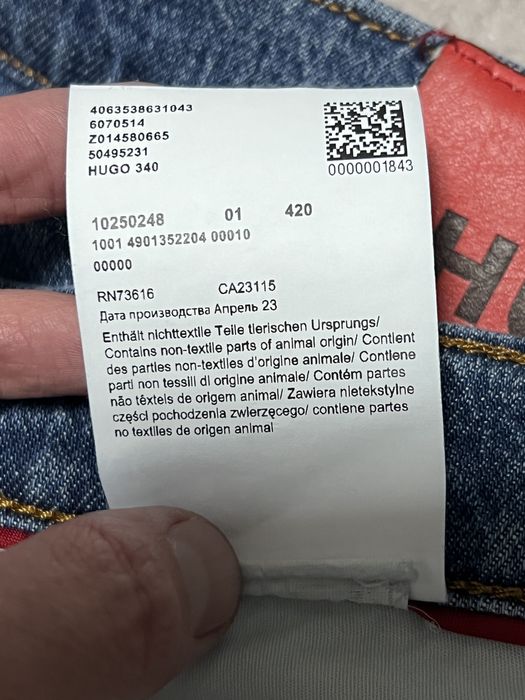 4063538631043
6070514
Z014580665
50495231
HUGO 340
0000001843
10250248 01 420
1001 4901352204 00010
00000
RN73616 CA23115
Дата производства Апрель 23
Enthält nichttextile Teile tierischen Ursprungs/
Contains non-textile parts of animal origin/ Contient
des parties non-textiles d'origine animale/ Contiene
parti non tessili di origine animale/ Contém partes
não têxteis de origem animal/ Zawiera nietekstylne
części pochodzenia zwierzęcego/ contiene partes
no textiles de origen animal